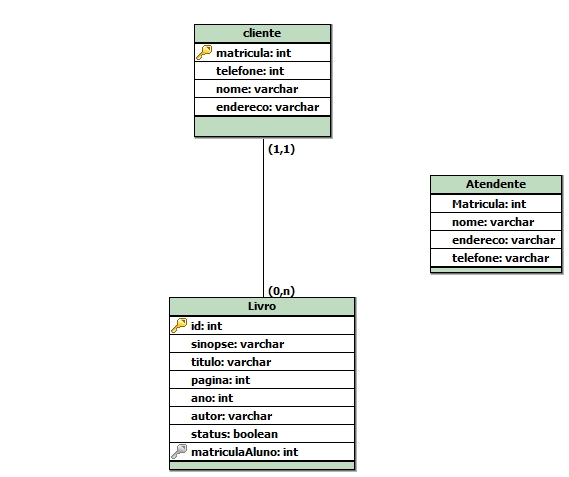 cliente
matricula: int
telefone: int
nome: varchar
endereco: varchar
(1,1)
Atendente
Matricula: int
nome: varchar
endereco: varchar
telefone: varchar
(0,n)
Livro
id: int
sinopse: varchar
titulo: varchar
pagina: int
ano: int
autor: varchar
status: boolean
matriculaAluno: int